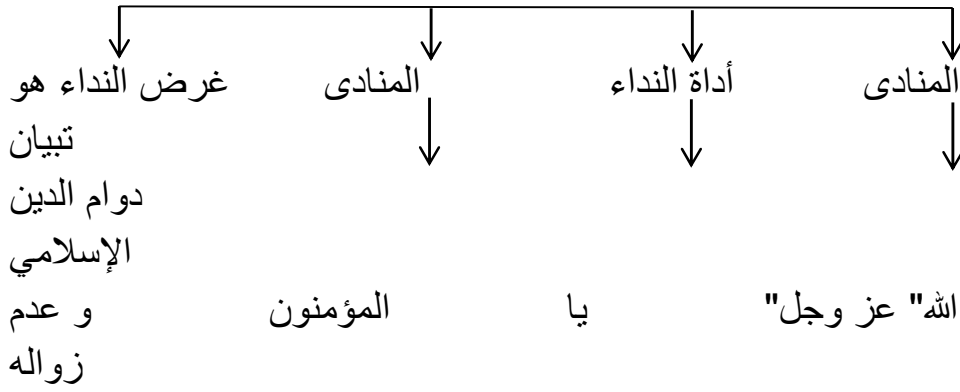 المنادى أداة النداء المنادى غرض النداء هو
تبيان
دوام الدين
الإسلامي
الله" عز وجل" يا المؤمنون و عدم
زواله